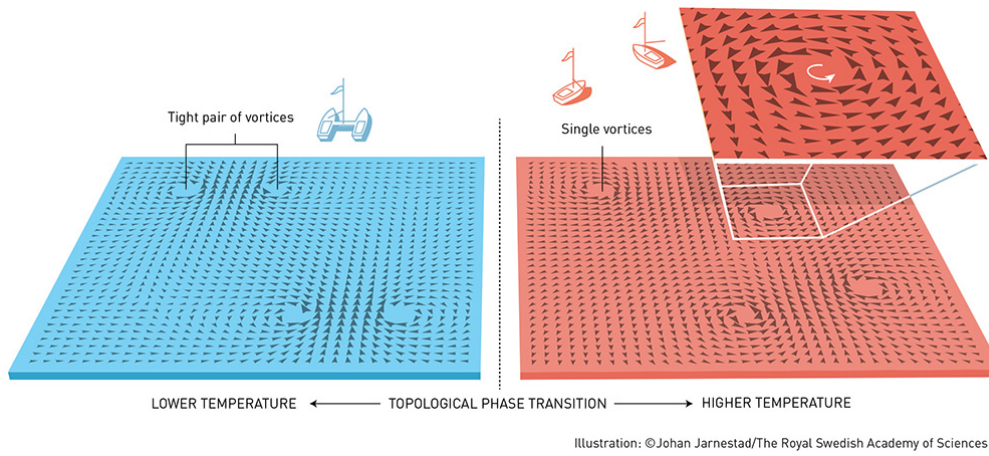 Tight pair of vortices
Single vortices
LOWER TEMPERATURE
TOPOLOGICAL PHASE TRANSITION
HIGHER TEMPERATURE
Illustration: ©Johan Jarnestad/The Royal Swedish Academy of Sciences